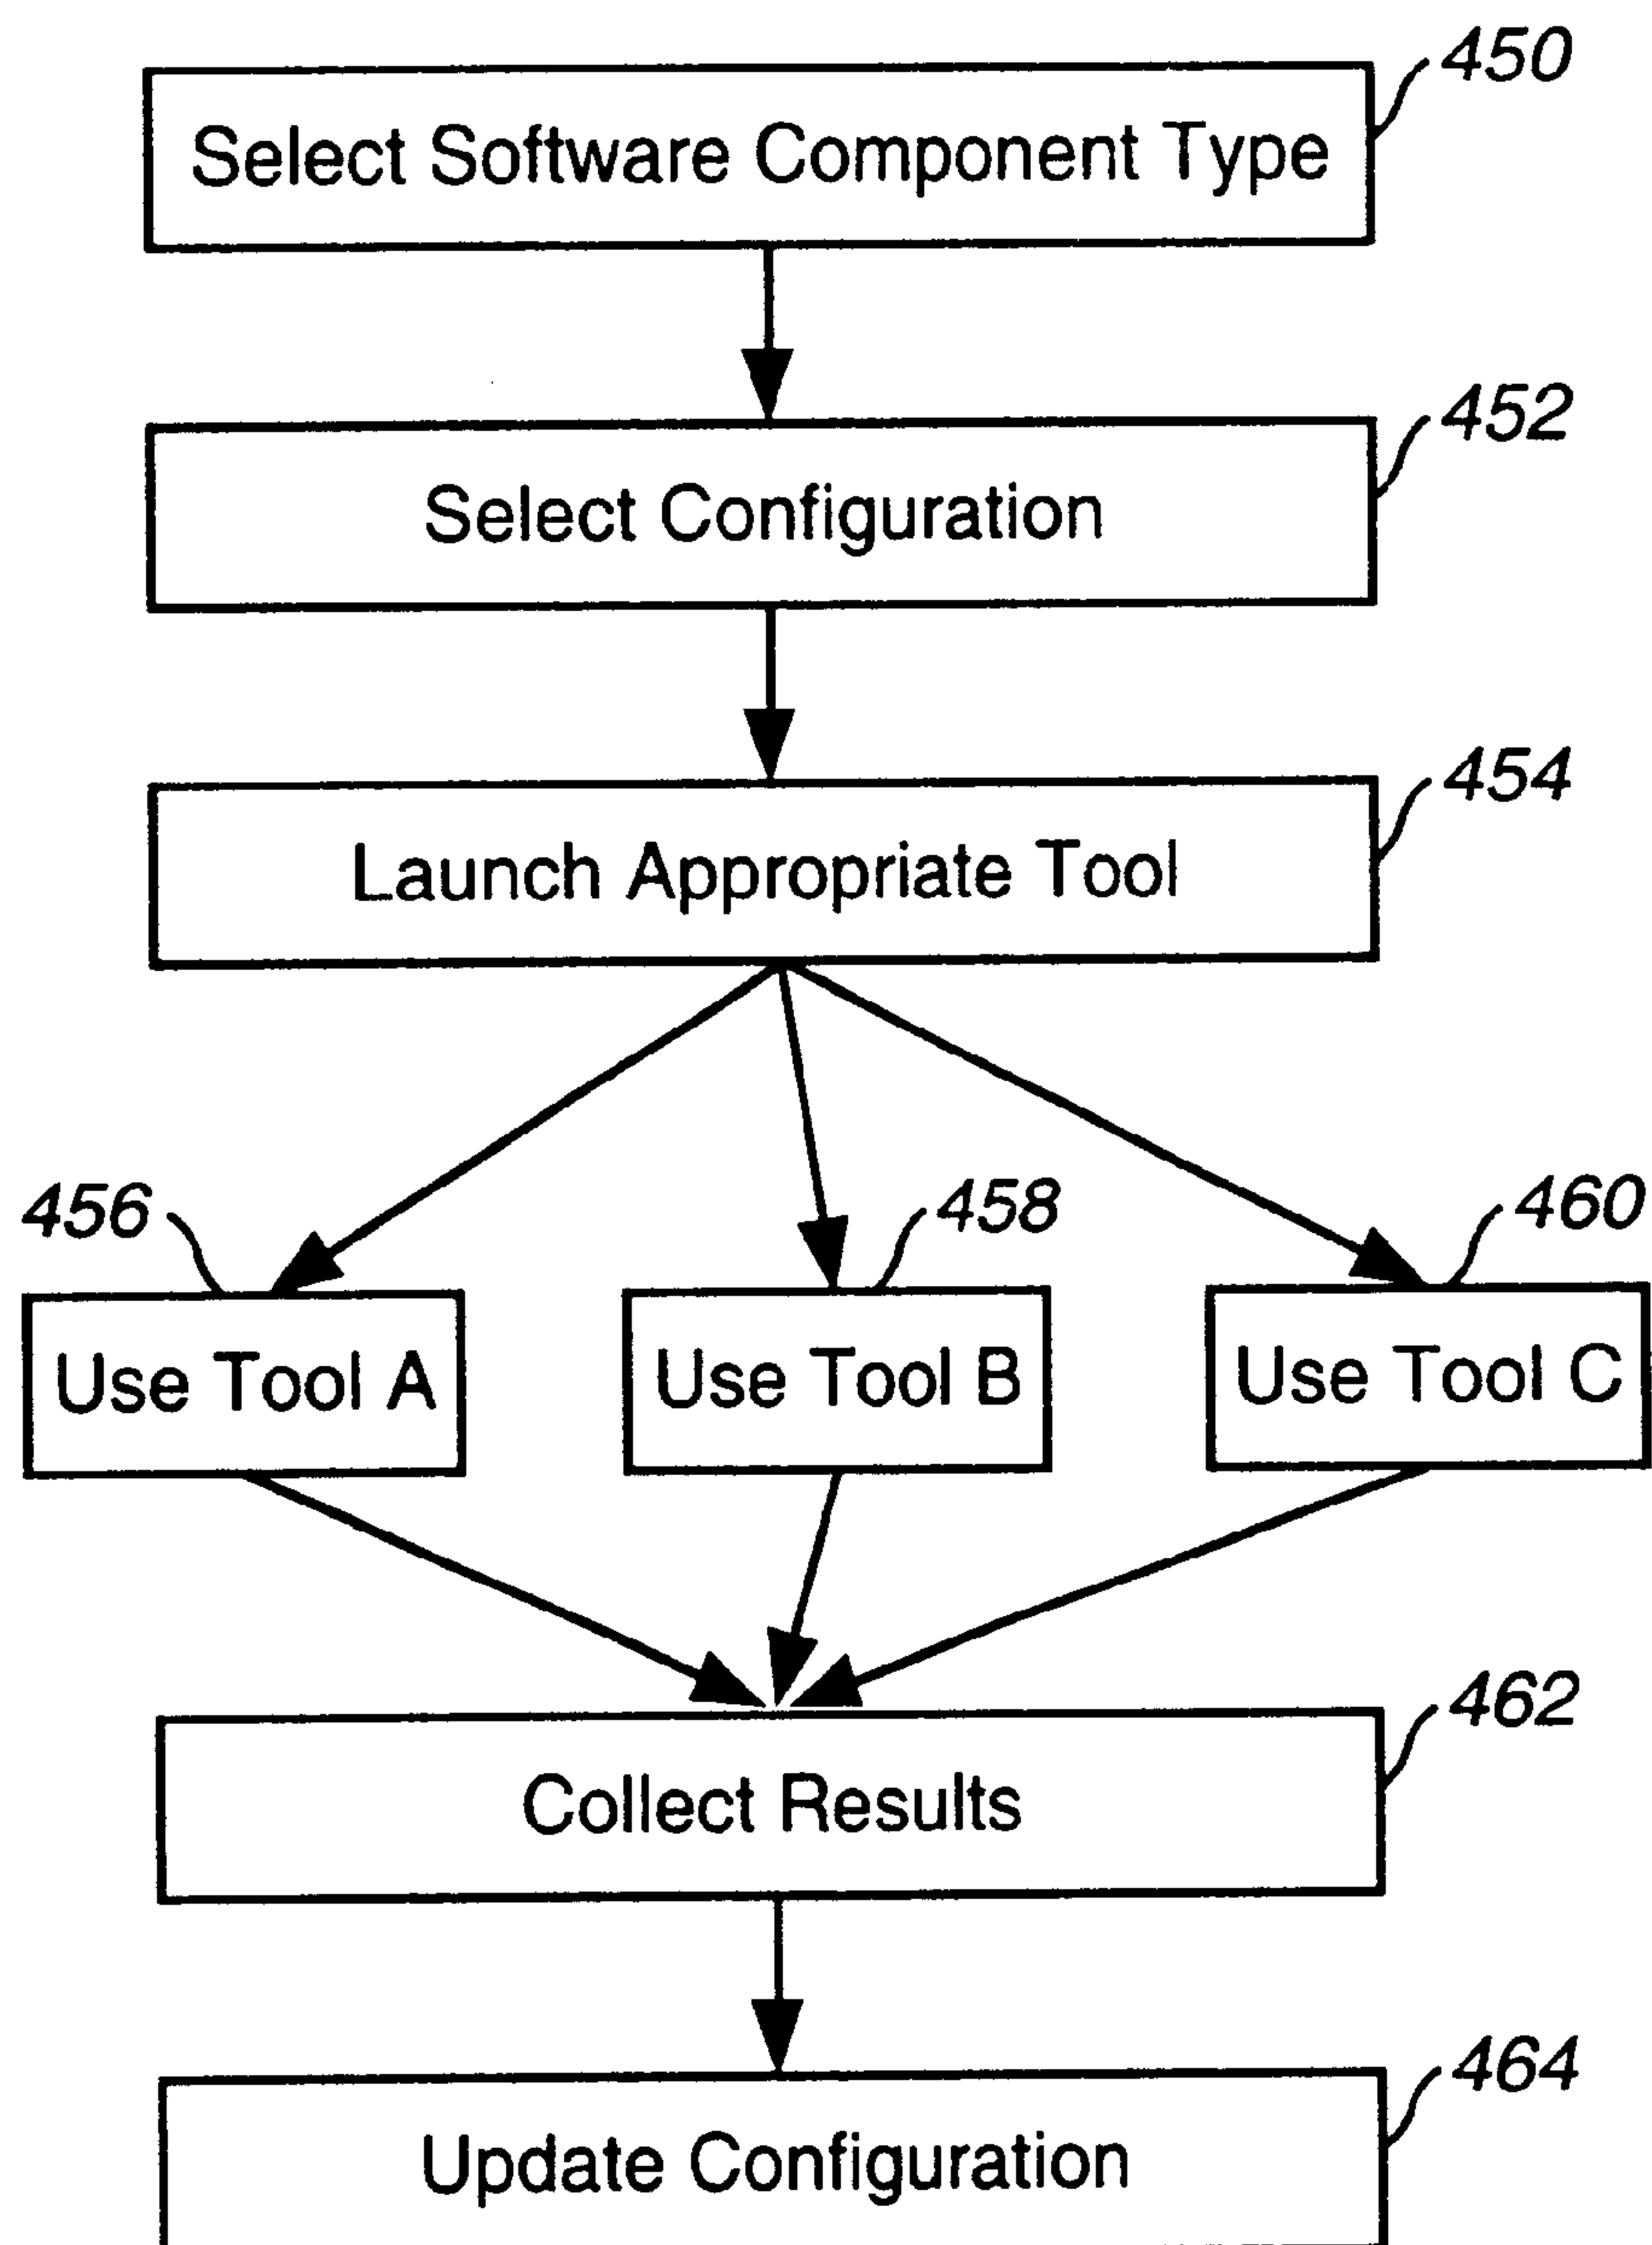 450
Select Software Component Type
452
Select Configuration
454
Launch Appropriate Tool
456
458
460
Use Tool A
Use Tool B
Use Tool C
462
Collect Results
464
Update Configuration